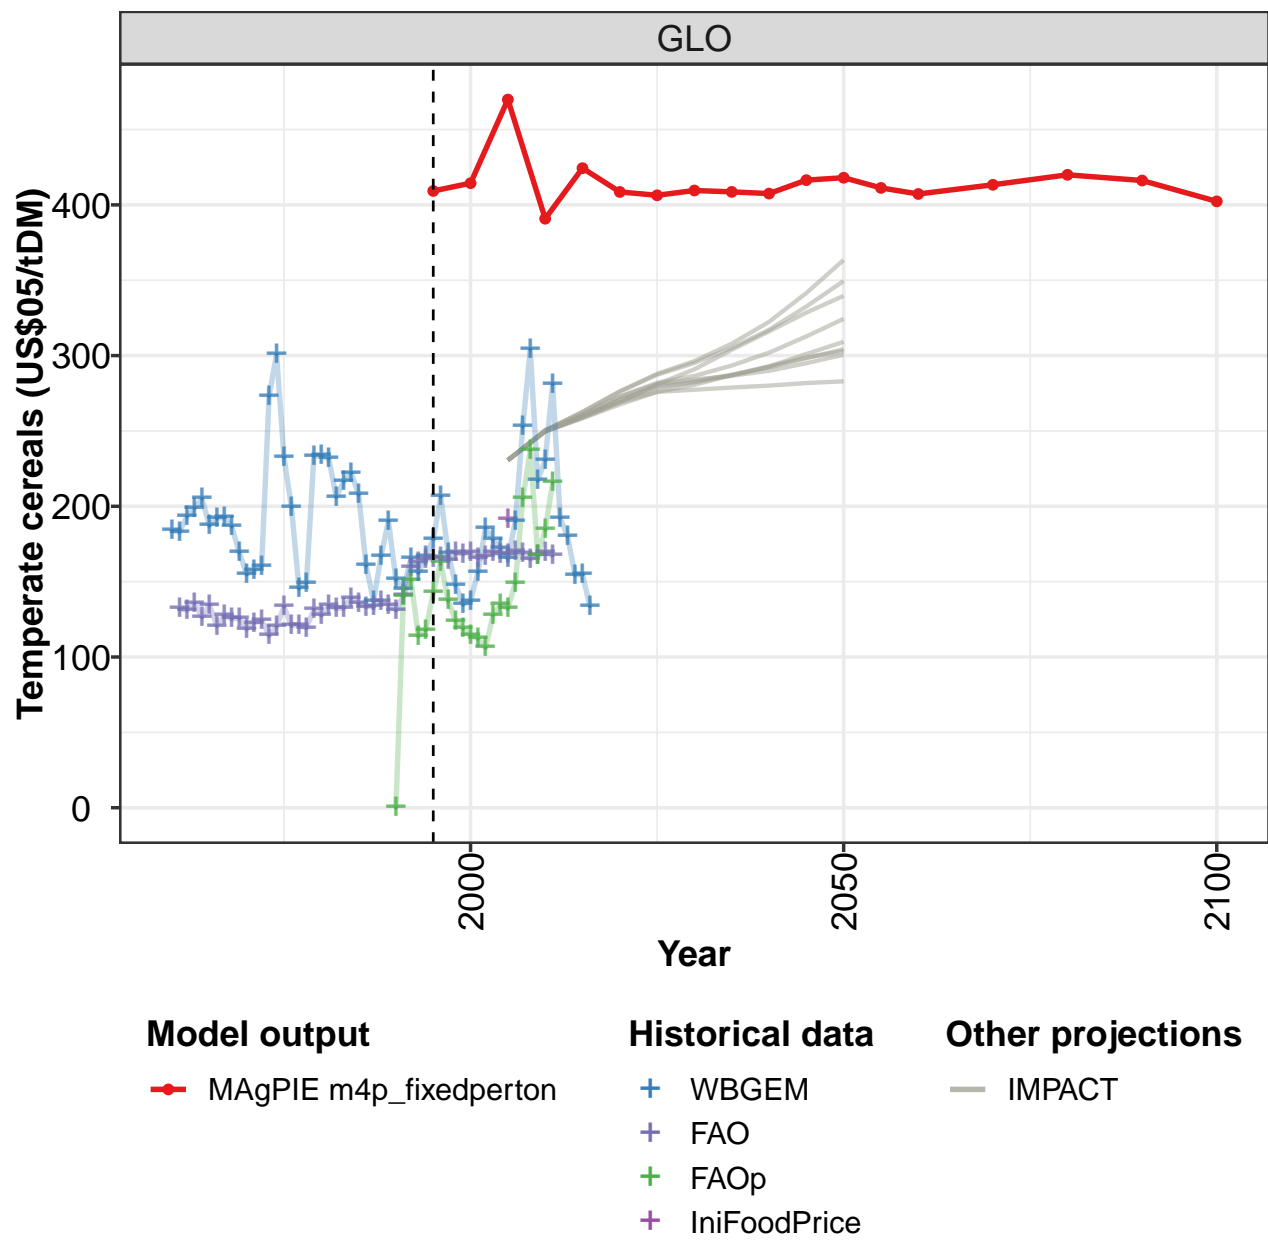 GLO
Temperate cereals (US$05/tDM)
400
300
200
100
0
2000
2050
2100
Year
Model output
MAgPIE m4p_fixedperton
Historical data
WBGEM
FAO
FAOp
IniFoodPrice
Other projections
IMPACT